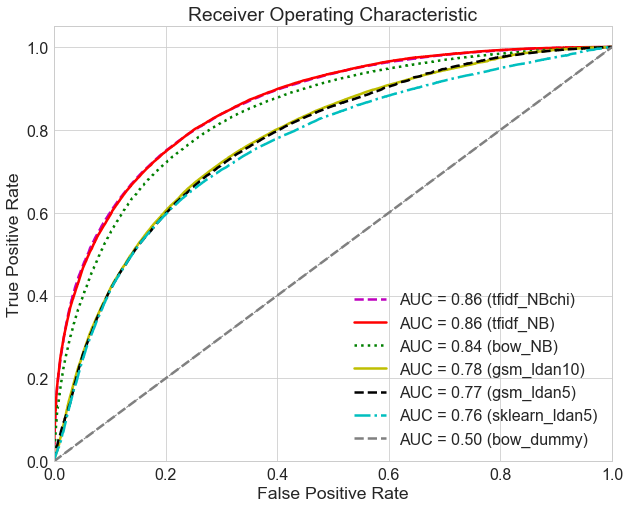 Receiver Operating Characteristic
True Positive Rate
1.0
0.8
0.6
0.4
0.2
0.0
AUC = 0.86 (tfidf_NBchi)
AUC = 0.86 (tfidf_NB)
AUC = 0.84 (bow_NB)
AUC = 0.78 (gsm_ldan10)
AUC = 0.77 (gsm_ldan5)
AUC = 0.76 (sklearn_ldan5)
AUC = 0.50 (bow_dummy)
0.0 0.2 0.4 0.6 0.8 1.0
False Positive Rate